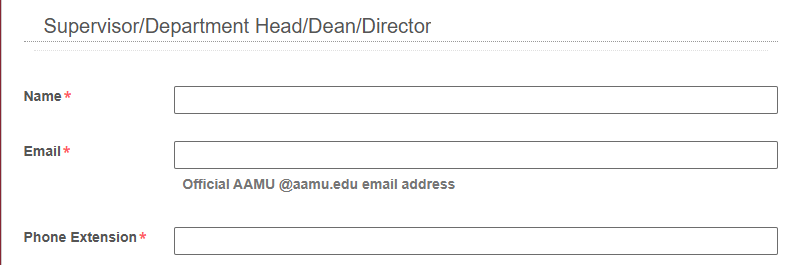 Supervisor/Department Head/Dean/Director
Name *
Email *
Official AAMU @aamu.edu email address
Phone Extension *